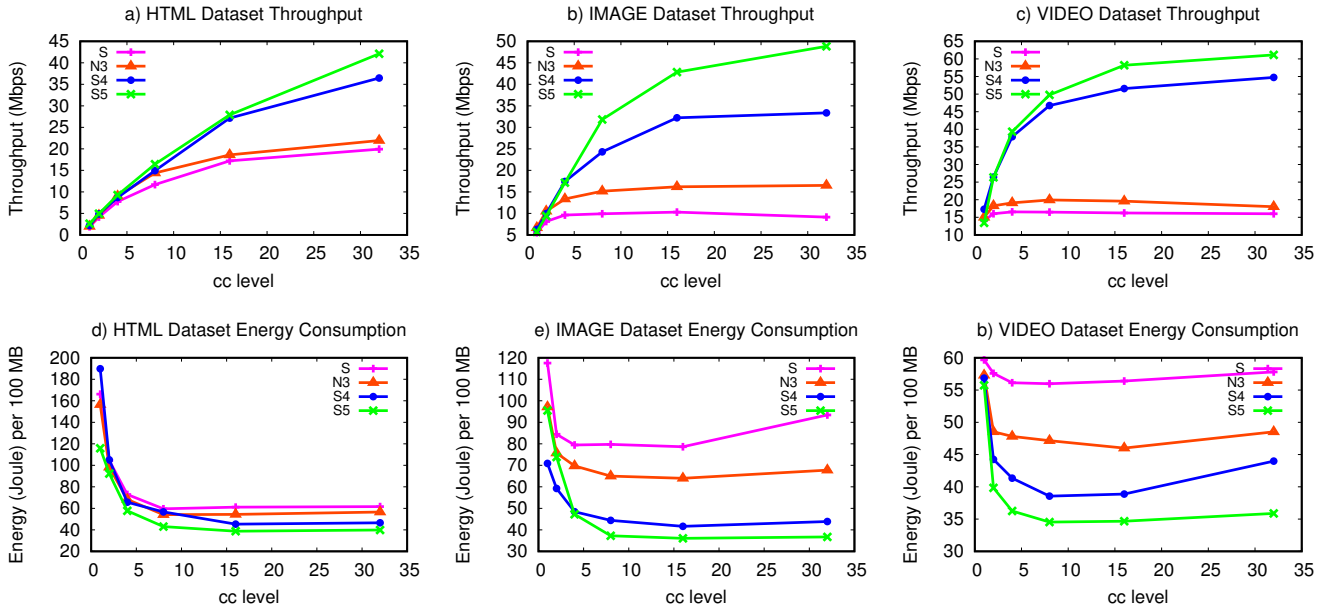 a) HTML Dataset Throughput
Throughput (Mbps)
45
40
35
30
25
20
15
10
5
0
S
N3
S4
S5
0 5 10 15 20 25 30 35
cc level
b) IMAGE Dataset Throughput
Throughput (Mbps)
50
45
40
35
30
25
20
15
10
5
S
N3
S4
S5
0 5 10 15 20 25 30 35
cc level
c) VIDEO Dataset Throughput
Throughput (Mbps)
65
60
55
50
45
40
35
30
25
20
15
10
S
N3
S4
S5
0 5 10 15 20 25 30 35
cc level
d) HTML Dataset Energy Consumption
Energy (Joule) per 100 MB
200
180
160
140
120
100
80
60
40
20
S
N3
S4
S5
0 5 10 15 20 25 30 35
cc level
e) IMAGE Dataset Energy Consumption
Energy (Joule) per 100 MB
120
110
100
90
80
70
60
50
40
30
S
N3
S4
S5
0 5 10 15 20 25 30 35
cc level
b) VIDEO Dataset Energy Consumption
Energy (Joule) per 100 MB
60
55
50
45
40
35
30
S
N3
S4
S5
0 5 10 15 20 25 30 35
cc level